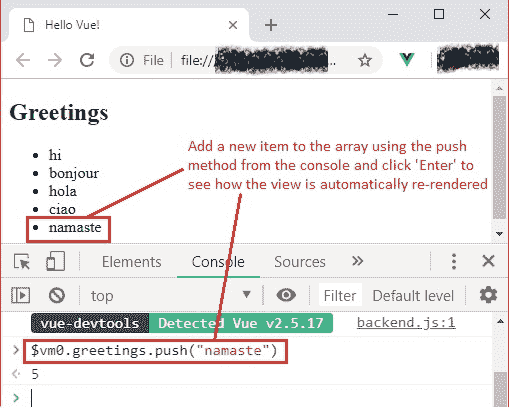 Hello Vue!
File file:// ...
Greetings
hi
bonjour
hola
ciao
namaste
Add a new item to the array using the push
method from the console and click 'Enter' to
see how the view is automatically re-rendered
Elements Console Sources »
top Filter Default level
vue-devtools Detected Vue v2.5.17 backend.js:1
> $vm0.greetings.push("namaste")
5
>